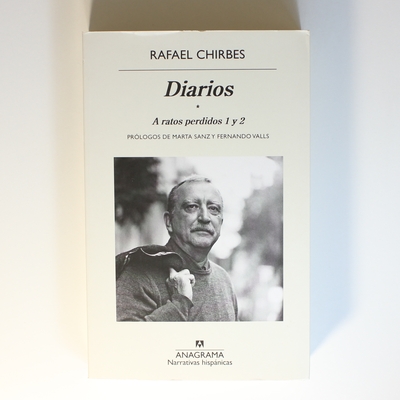 RAFAEL CHIRBES
Diarios
*
A ratos perdidos 1 y 2
PRÓLOGOS DE MARTA SANZ Y FERNANDO VALLS
ANAGRAMA
Narrativas hispánicas